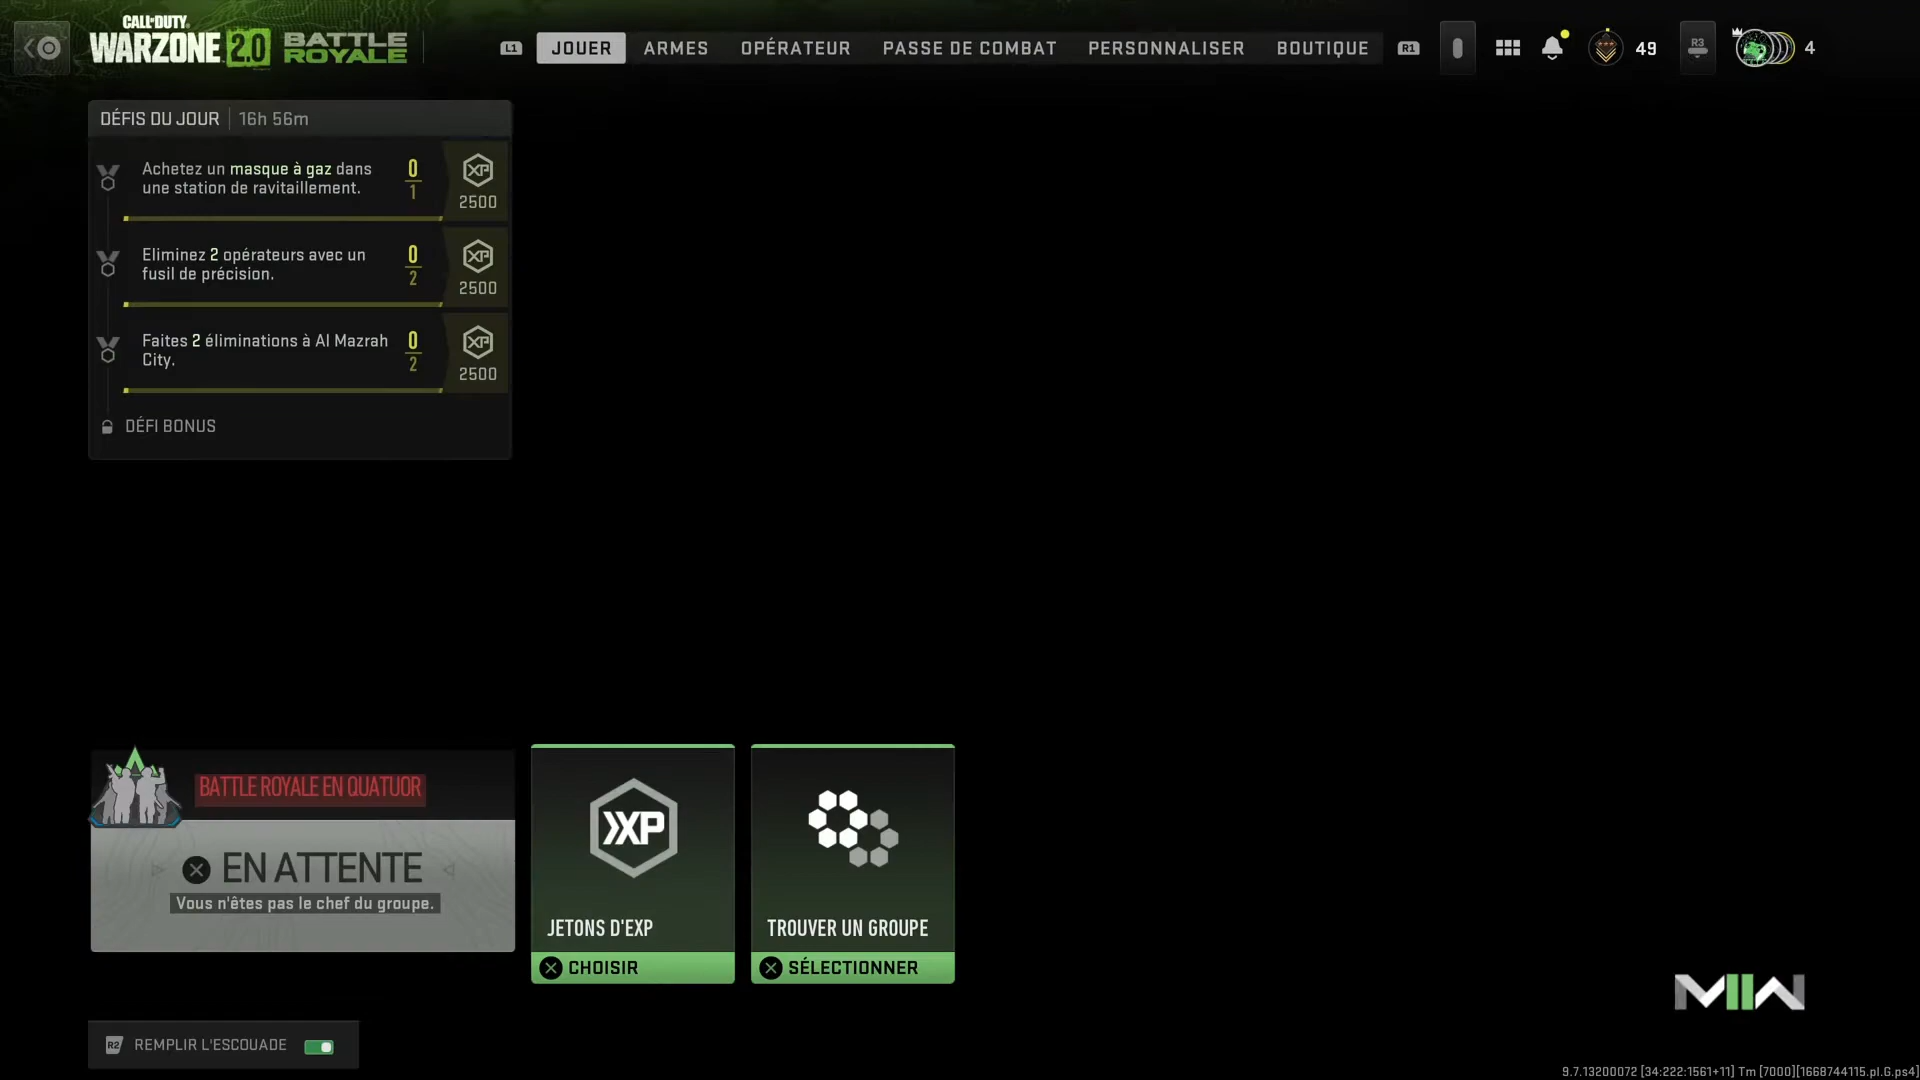 CALL·DUTY
WARZONE 2.0 BATTLE ROYALE
L1 JOUER ARMES OPÉRATEUR PASSE DE COMBAT PERSONNALISER BOUTIQUE R1
49
R3
4
DÉFIS DU JOUR 16h 56m
Achetez un masque à gaz dans
une station de ravitaillement.
0
1
XP
2500
Eliminez 2 opérateurs avec un
fusil de précision.
0
2
XP
2500
Faites 2 éliminations à Al Mazrah
City.
0
2
XP
2500
DÉFI BONUS
BATTLE ROYALE EN QUATUOR
EN ATTENTE
Vous n'êtes pas le chef du groupe.
XP
JETONS D'EXP
CHOISIR
TROUVER UN GROUPE
SÉLECTIONNER
MIIW
R2 REMPLIR L'ESCOUADE
9.7.13200072 [34:222:1561+11] Tm [7000][1668744115.pl.G.ps4]